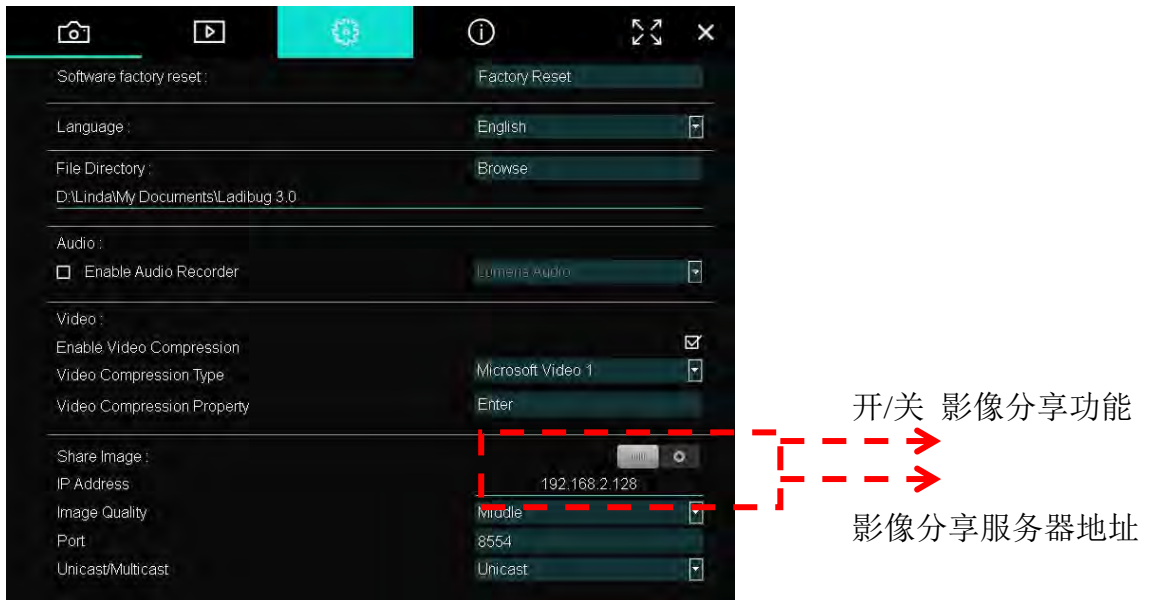 Software factory reset : Factory Reset
Language : English
File Directory : Browse
D:\Linda\My Documents\Ladibug 3.0
Audio :
Enable Audio Recorder Lumens Audio
Video :
Enable Video Compression
Video Compression Type Microsoft Video 1
Video Compression Property Enter
开/关 影像分享功能
Share Image :
IP Address 192.168.2.128
Image Quality Middle
影像分享服务器地址
Port 8554
Unicast/Multicast Unicast